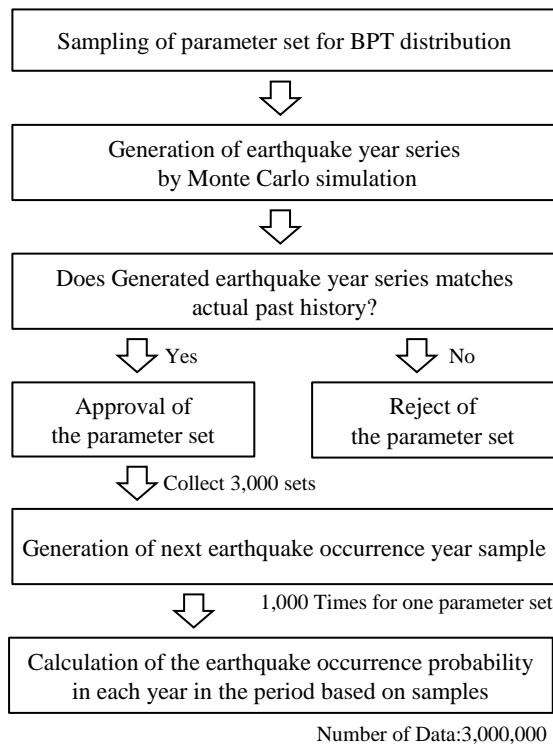 Sampling of parameter set for BPT distribution
Generation of earthquake year series
by Monte Carlo simulation
Does Generated earthquake year series matches
actual past history?
Yes
No
Approval of
the parameter set
Reject of
the parameter set
Collect 3,000 sets
Generation of next earthquake occurrence year sample
1,000 Times for one parameter set
Calculation of the earthquake occurrence probability
in each year in the period based on samples
Number of Data:3,000,000